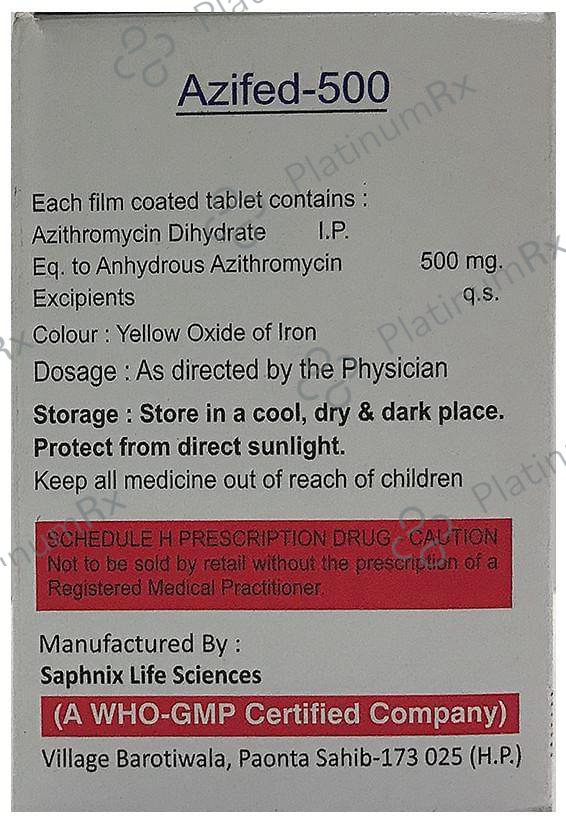 Azifed-500
Each film coated tablet contains :
Azithromycin Dihydrate I.P.
Eq. to Anhydrous Azithromycin 500 mg.
Excipients q.s.
Colour : Yellow Oxide of Iron
Dosage : As directed by the Physician
Storage : Store in a cool, dry & dark place.
Protect from direct sunlight.
Keep all medicine out of reach of children
SCHEDULE H PRESCRIPTION DRUG, CAUTION
Not to be sold by retail without the prescription of a
Registered Medical Practitioner.
Manufactured By :
Saphnix Life Sciences
(A WHO-GMP Certified Company)
Village Barotiwala, Paonta Sahib-173 025 (H.P.)
PlatinumRx
PlatinumRx